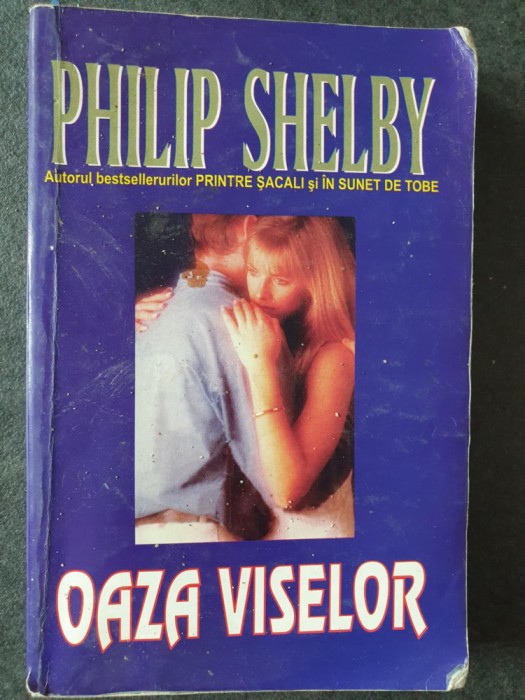 PHILIP SHELBY
Autorul bestsellerurilor PRINTRE ŞACALI şi ÎN SUNET DE TOBE
OAZA VISELOR